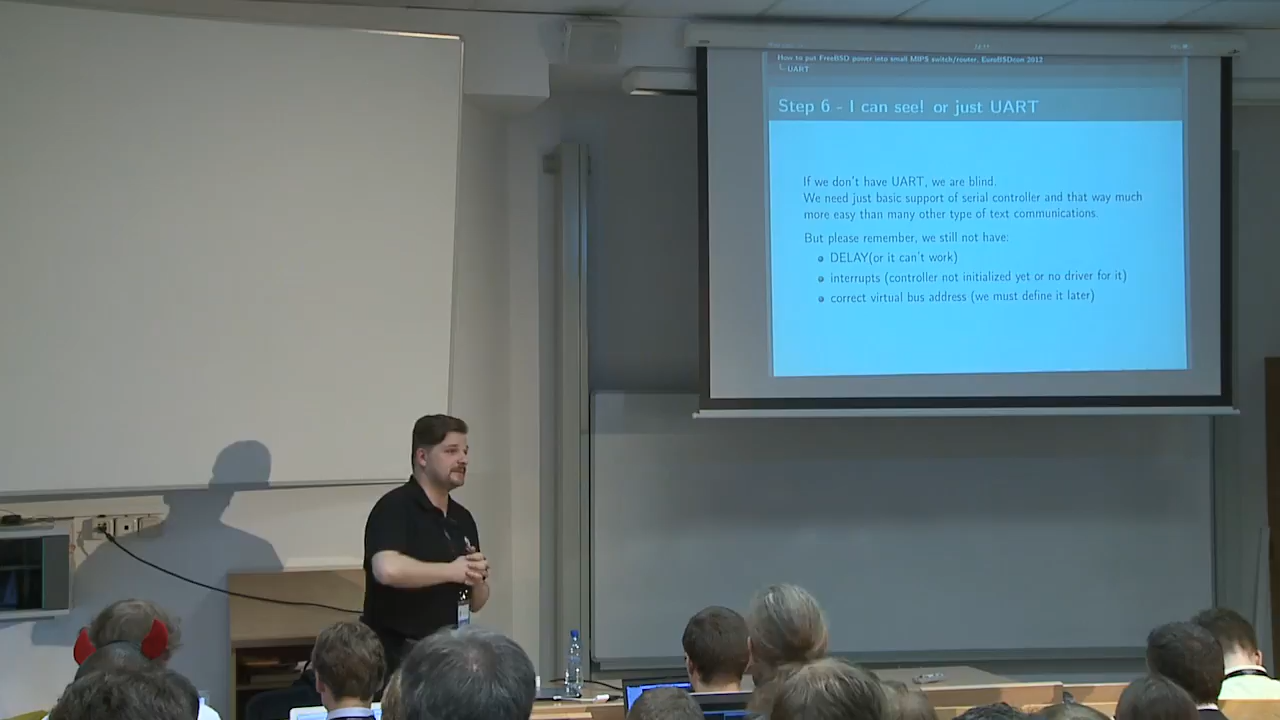 How to put FreeBSD power into small MIPS switch/router, EuroBSDcon 2012
UART
Step 6 - I can see! or just UART
If we don't have UART, we are blind.
We need just basic support of serial controller and that way much
more easy than many other type of text communications.
But please remember, we still not have:
DELAY(or it can't work)
interrupts (controller not initialized yet or no driver for it)
correct virtual bus address (we must define it later)